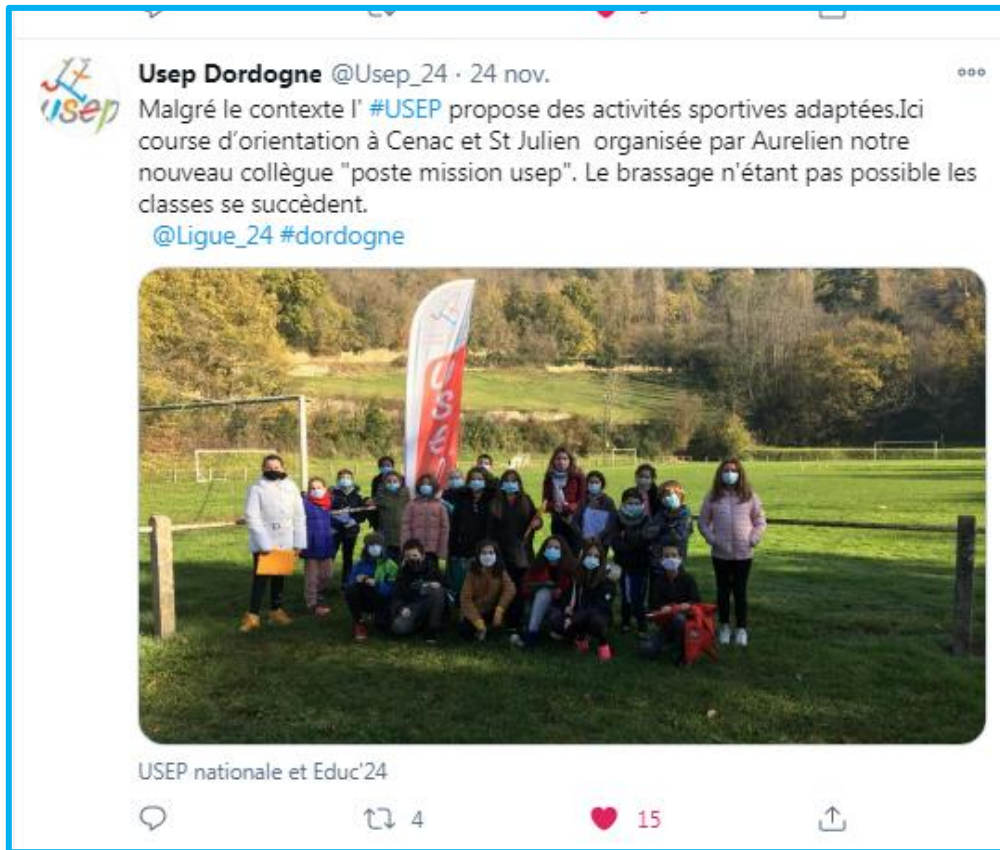 Usep Dordogne @Usep_24 · 24 nov.
usep
Malgré le contexte l' #USEP propose des activités sportives adaptées.Ici
course d'orientation à Cenac et St Julien organisée par Aurelien notre
nouveau collègue "poste mission usep". Le brassage n'étant pas possible les
classes se succèdent.
@Ligue_24 #dordogne
USEP nationale et Educ'24
4
15